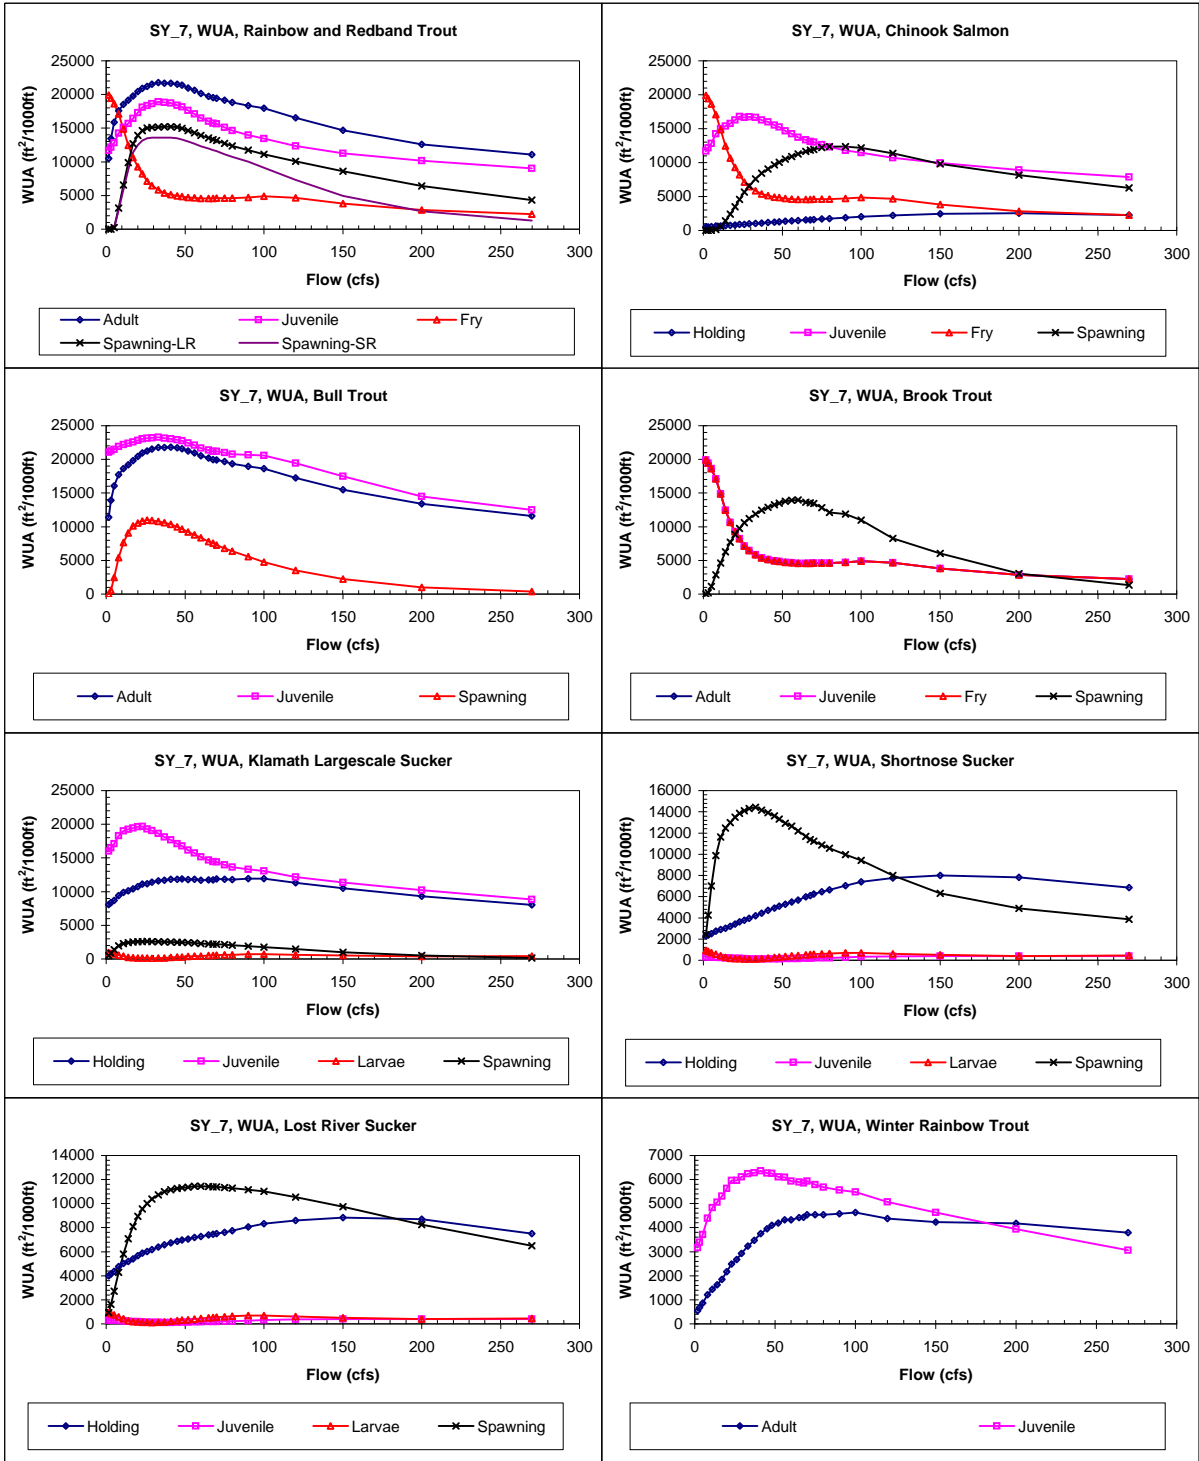 SY_7, WUA, Rainbow and Redband Trout
WUA (ft²/1000ft)
25000
20000
15000
10000
5000
0
0 50 100 150 200 250 300
Flow (cfs)
Adult Juvenile Fry
Spawning-LR Spawning-SR
SY_7, WUA, Chinook Salmon
WUA (ft²/1000ft)
25000
20000
15000
10000
5000
0
0 50 100 150 200 250 300
Flow (cfs)
Holding Juvenile Fry Spawning
SY_7, WUA, Bull Trout
WUA (ft²/1000ft)
25000
20000
15000
10000
5000
0
0 50 100 150 200 250 300
Flow (cfs)
Adult Juvenile Spawning
SY_7, WUA, Brook Trout
WUA (ft²/1000ft)
25000
20000
15000
10000
5000
0
0 50 100 150 200 250 300
Flow (cfs)
Adult Juvenile Fry Spawning
SY_7, WUA, Klamath Largescale Sucker
WUA (ft²/1000ft)
25000
20000
15000
10000
5000
0
0 50 100 150 200 250 300
Flow (cfs)
Holding Juvenile Larvae Spawning
SY_7, WUA, Shortnose Sucker
WUA (ft²/1000ft)
16000
14000
12000
10000
8000
6000
4000
2000
0
0 50 100 150 200 250 300
Flow (cfs)
Holding Juvenile Larvae Spawning
SY_7, WUA, Lost River Sucker
WUA (ft²/1000ft)
14000
12000
10000
8000
6000
4000
2000
0
0 50 100 150 200 250 300
Flow (cfs)
Holding Juvenile Larvae Spawning
SY_7, WUA, Winter Rainbow Trout
WUA (ft²/1000ft)
7000
6000
5000
4000
3000
2000
1000
0
0 50 100 150 200 250 300
Flow (cfs)
Adult Juvenile